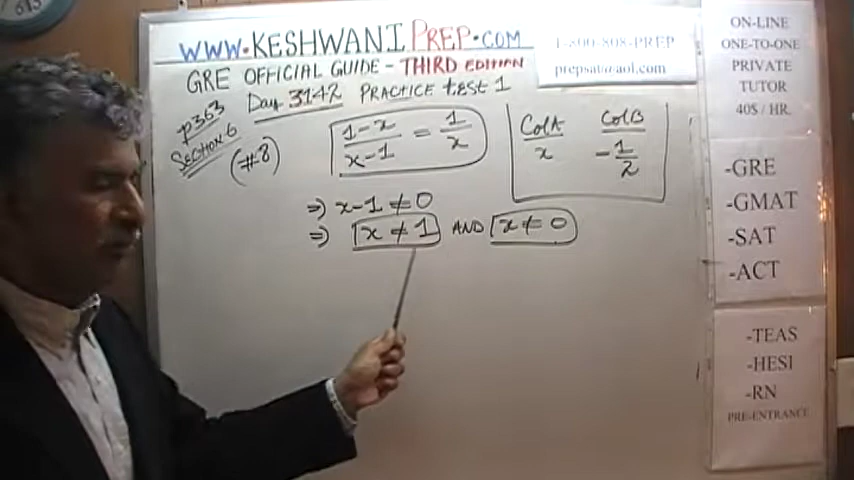 WWW.KESHWANIPREP.COM
1-800-808-PREP
prepsat@aol.com
GRE OFFICIAL GUIDE - THIRD EDITION
Day 3142 PRACTICE test 1
p363
SECTION 6
(#8)
1-x/x-1 = 1/x
ColA ColB
x -1/2
⇒ x-1≠0
⇒ x≠1 AND x≠0
ON-LINE
ONE-TO-ONE
PRIVATE
TUTOR
40$ / HR.
-GRE
-GMAT
-SAT
-ACT
-TEAS
-HESI
-RN
PRE-ENTRANCE